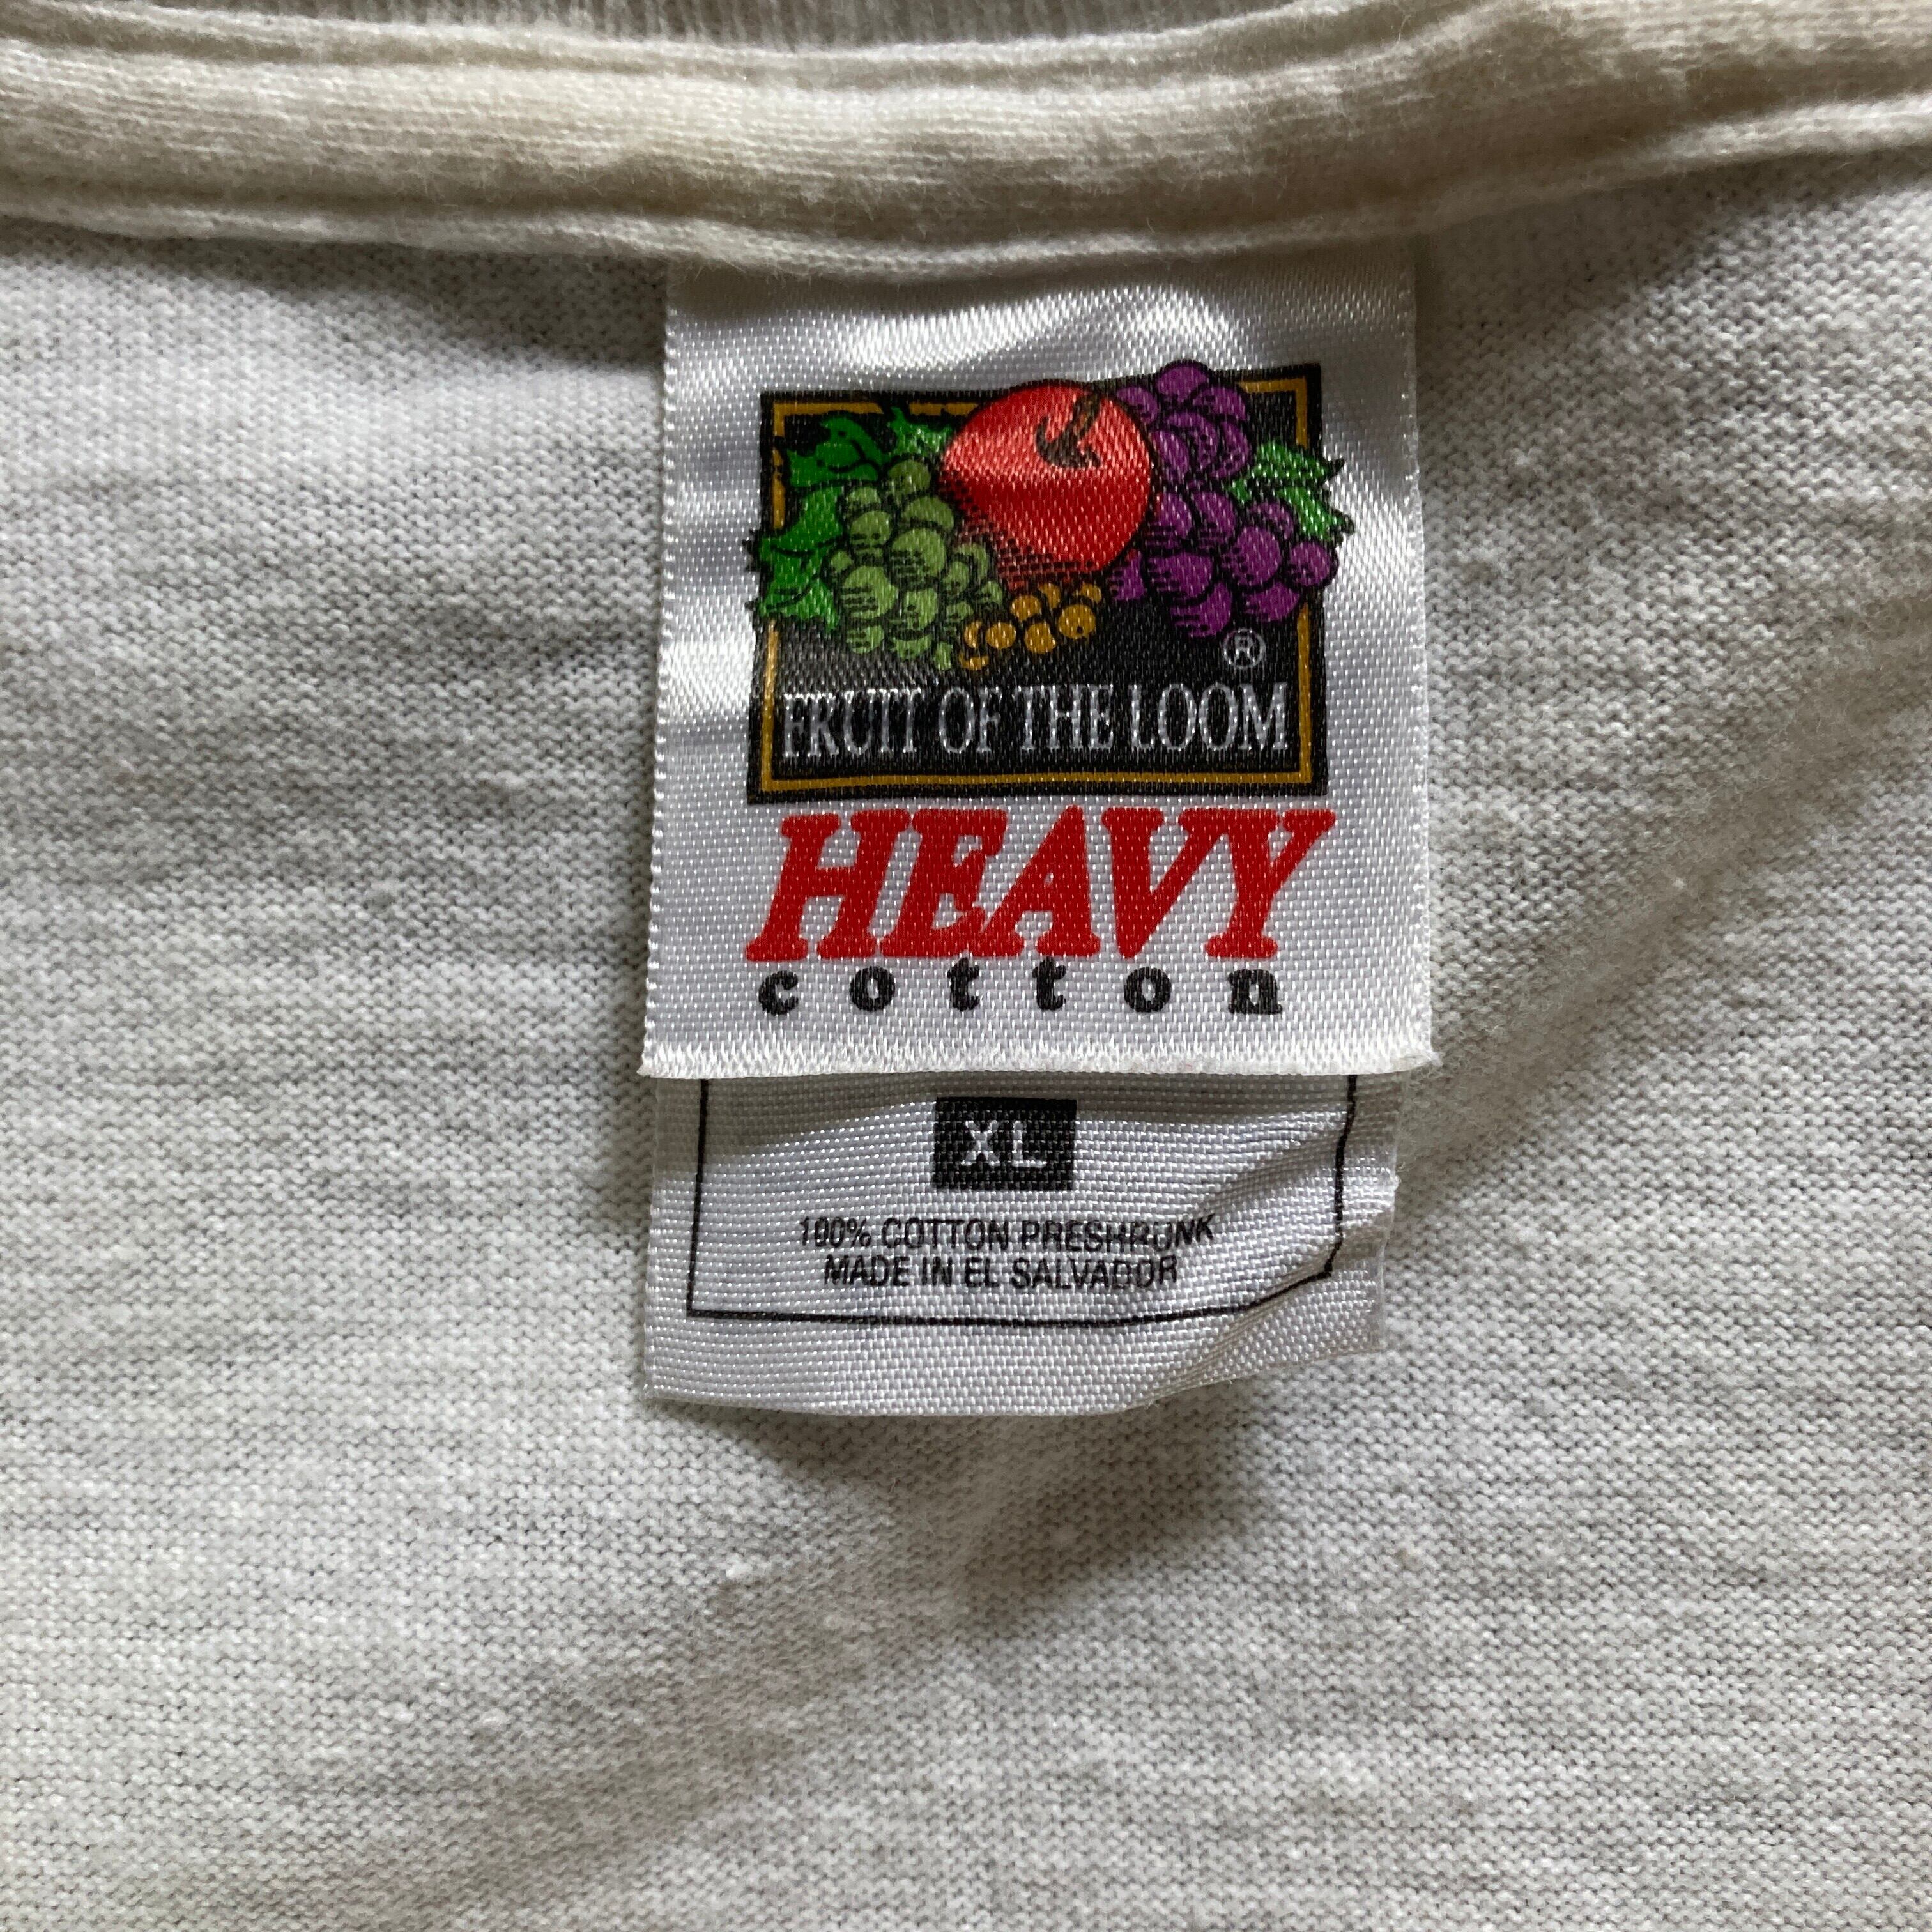 ®
FRUIT OF THE LOOM
HEAVY
cotton
XL
100% COTTON PRESHRUNK
MADE IN EL SALVADOR